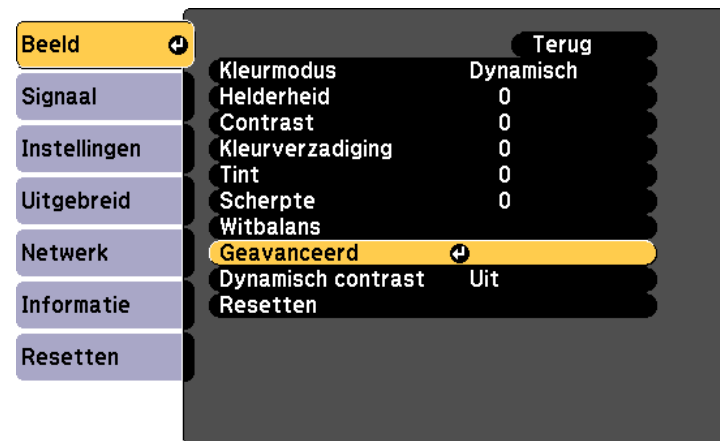 Beeld
Signaal
Instellingen
Uitgebreid
Netwerk
Informatie
Resetten
Terug
Kleurmodus Dynamisch
Helderheid 0
Contrast 0
Kleurverzadiging 0
Tint 0
Scherpte 0
Witbalans
Geavanceerd
Dynamisch contrast Uit
Resetten